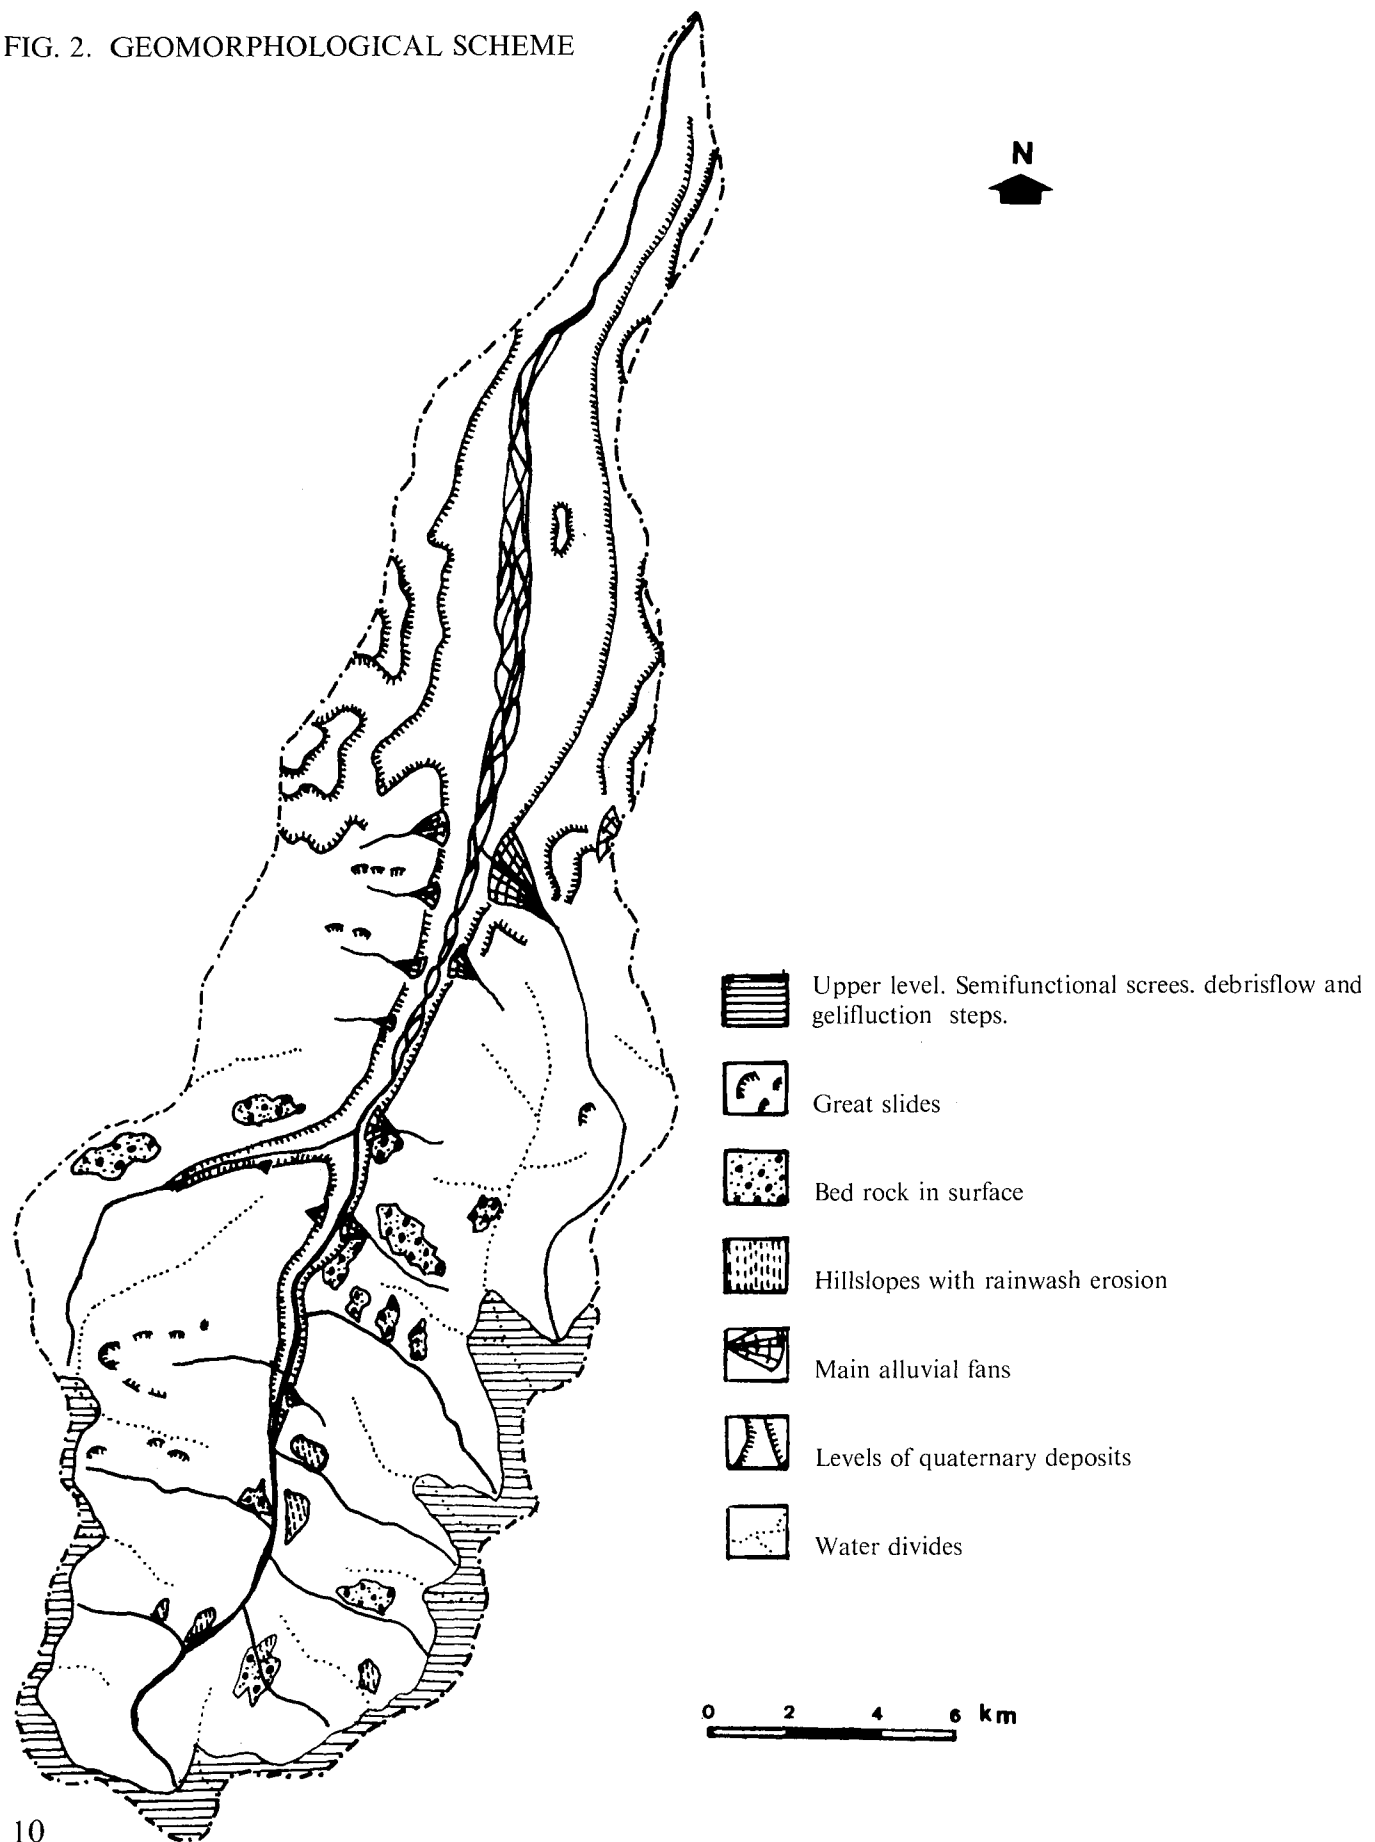 FIG. 2. GEOMORPHOLOGICAL SCHEME
N
Upper level. Semifunctional screes. debrisflow and
gelifluction steps.
Great slides
Bed rock in surface
Hillslopes with rainwash erosion
Main alluvial fans
Levels of quaternary deposits
Water divides
0 2 4 6 km
10